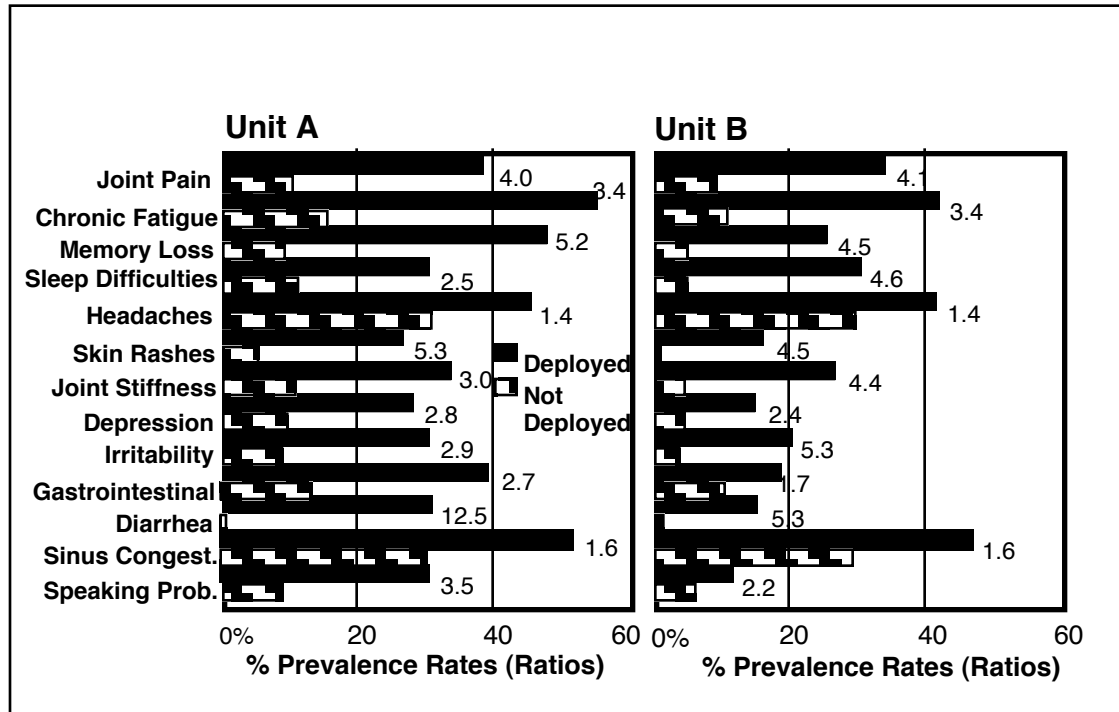 Unit A
Unit B
Joint Pain
4.0
4.1
Chronic Fatigue
3.4
3.4
Memory Loss
5.2
4.5
Sleep Difficulties
2.5
4.6
Headaches
1.4
1.4
Skin Rashes
5.3
4.5
Joint Stiffness
3.0
4.4
Depression
2.8
2.4
Irritability
2.9
5.3
Gastrointestinal
2.7
1.7
Diarrhea
12.5
5.3
Sinus Congest.
1.6
1.6
Speaking Prob.
3.5
2.2
Deployed
Not
Deployed
0% 20 40 60
0% 20 40 60
% Prevalence Rates (Ratios)
% Prevalence Rates (Ratios)